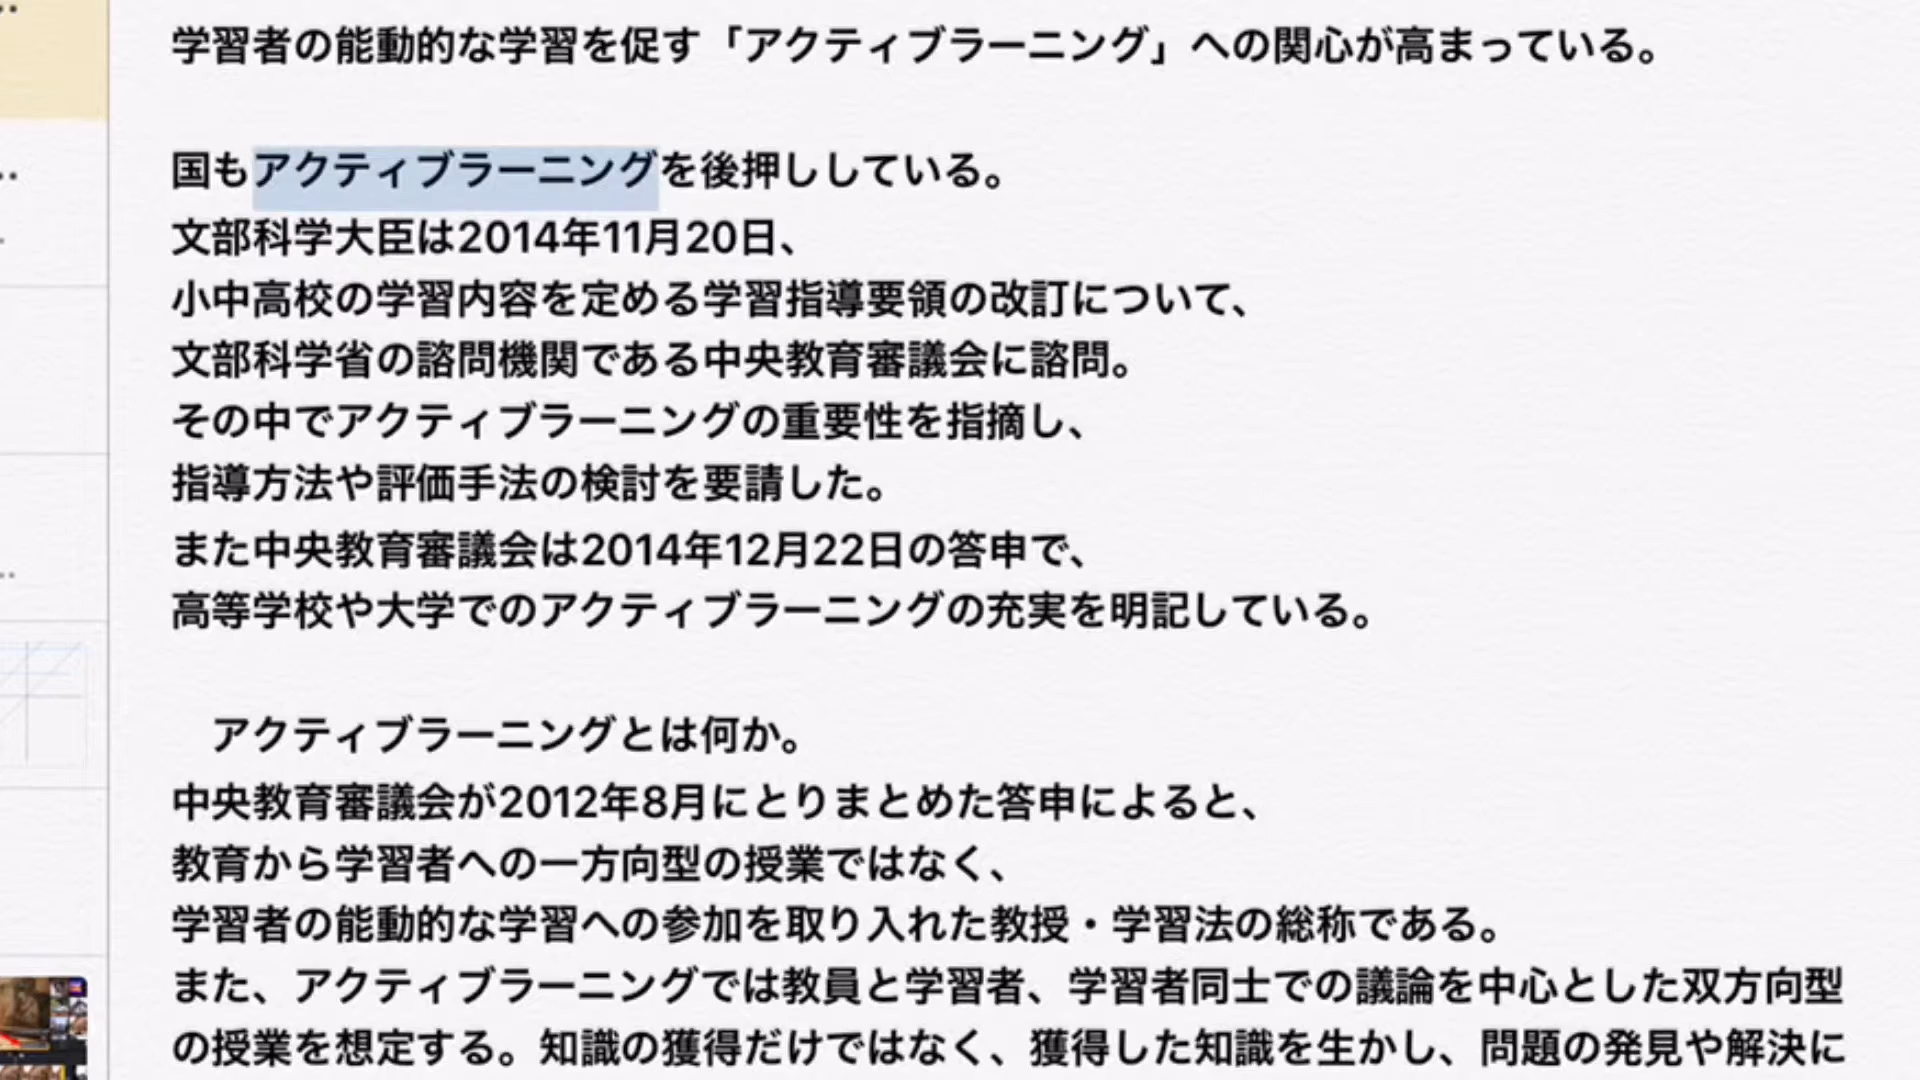 学習者の能動的な学習を促す「アクティブラーニング」への関心が高まっている。
国もアクティブラーニングを後押ししている。
文部科学大臣は2014年11月20日、
小中高校の学習内容を定める学習指導要領の改訂について、
文部科学省の諮問機関である中央教育審議会に諮問。
その中でアクティブラーニングの重要性を指摘し、
指導方法や評価手法の検討を要請した。
また中央教育審議会は2014年12月22日の答申で、
高等学校や大学でのアクティブラーニングの充実を明記している。
アクティブラーニングとは何か。
中央教育審議会が2012年8月にとりまとめた答申によると、
教育から学習者への一方向型の授業ではなく、
学習者の能動的な学習への参加を取り入れた教授・学習法の総称である。
また、アクティブラーニングでは教員と学習者、学習者同士での議論を中心とした双方向型
の授業を想定する。知識の獲得だけではなく、獲得した知識を生かし、問題の発見や解決に